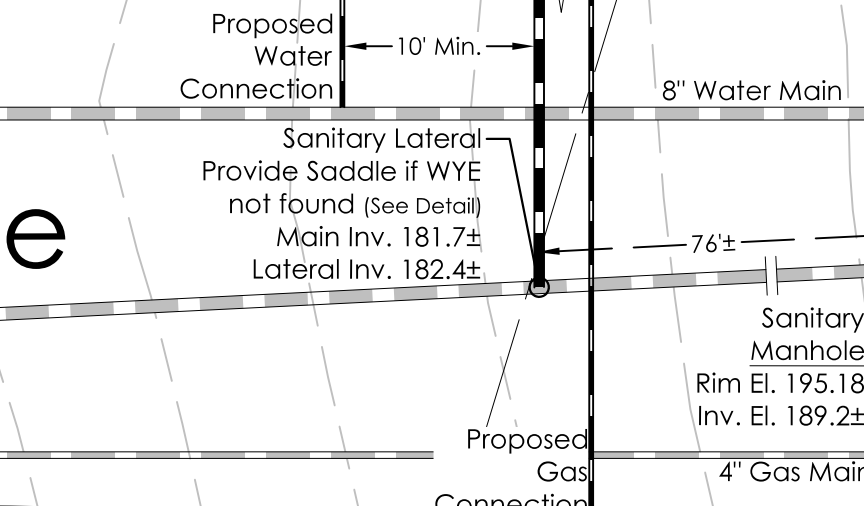 Proposed
Water
Connection
10' Min.
8" Water Main
Sanitary Lateral
Provide Saddle if WYE
not found (See Detail)
Main Inv. 181.7±
Lateral Inv. 182.4±
e
76'±
Sanitary
Manhole
Rim El. 195.18
Inv. El. 189.2±
Proposed
Gas
Connection
4" Gas Main